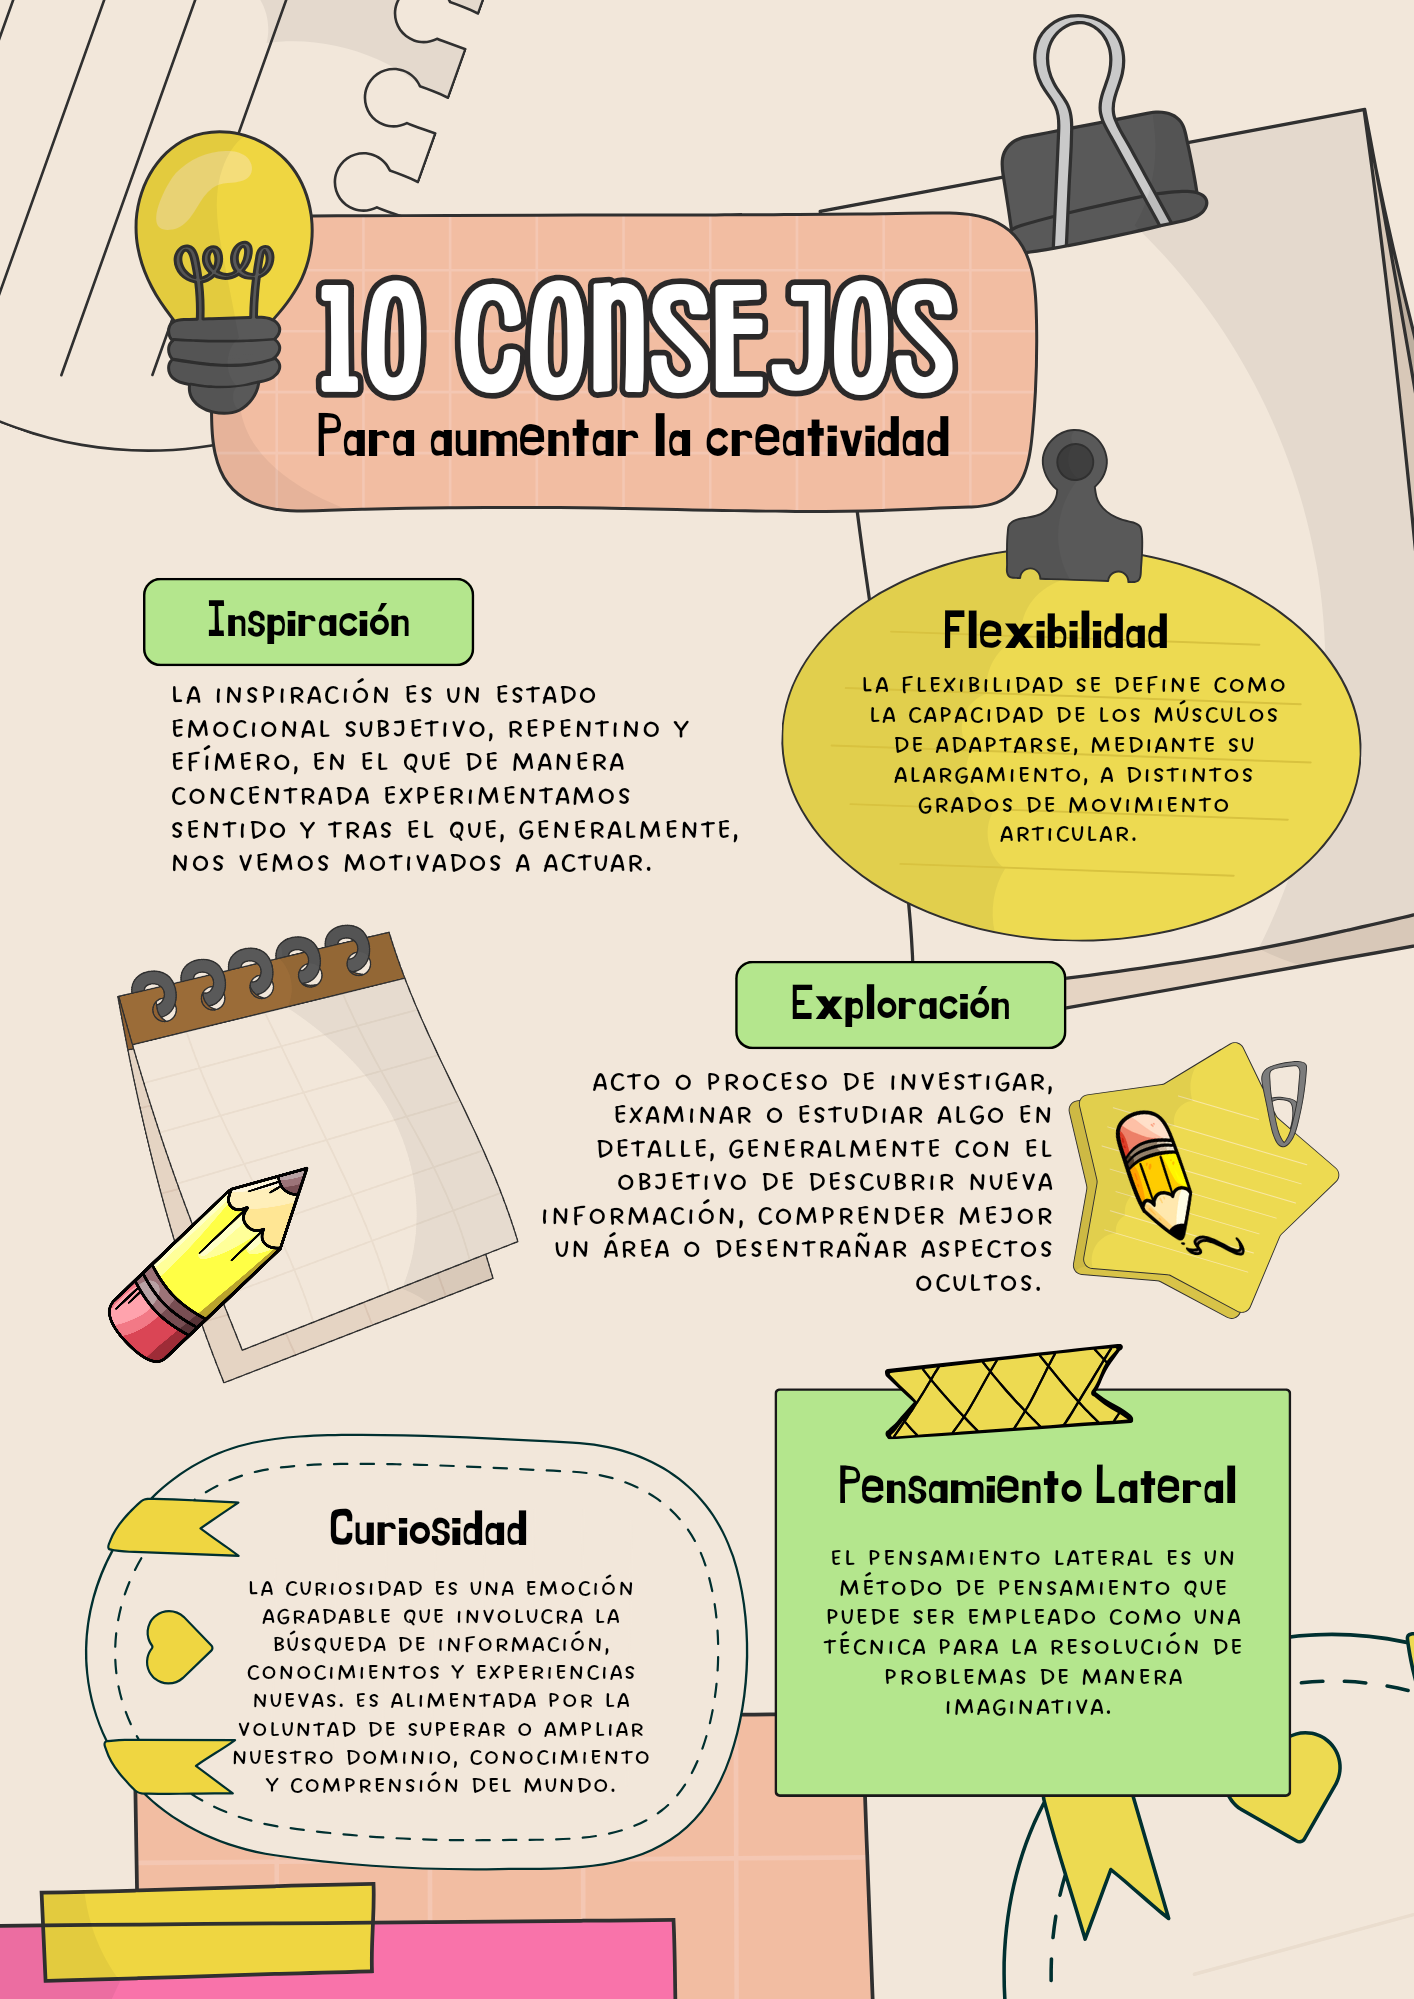 10 CONSEJOS
Para aumentar la creatividad
Inspiración
LA INSPIRACIÓN ES UN ESTADO
EMOCIONAL SUBJETIVO, REPENTINO Y
EFÍMERO, EN EL QUE DE MANERA
CONCENTRADA EXPERIMENTAMOS
SENTIDO Y TRAS EL QUE, GENERALMENTE,
NOS VEMOS MOTIVADOS A ACTUAR.
Flexibilidad
LA FLEXIBILIDAD SE DEFINE COMO
LA CAPACIDAD DE LOS MÚSCULOS
DE ADAPTARSE, MEDIANTE SU
ALARGAMIENTO, A DISTINTOS
GRADOS DE MOVIMIENTO
ARTICULAR.
Exploración
ACTO O PROCESO DE INVESTIGAR,
EXAMINAR O ESTUDIAR ALGO EN
DETALLE, GENERALMENTE CON EL
OBJETIVO DE DESCUBRIR NUEVA
INFORMACIÓN, COMPRENDER MEJOR
UN ÁREA O DESENTRAÑAR ASPECTOS
OCULTOS.
Curiosidad
LA CURIOSIDAD ES UNA EMOCIÓN
AGRADABLE QUE INVOLUCRA LA
BÚSQUEDA DE INFORMACIÓN,
CONOCIMIENTOS Y EXPERIENCIAS
NUEVAS. ES ALIMENTADA POR LA
VOLUNTAD DE SUPERAR O AMPLIAR
NUESTRO DOMINIO, CONOCIMIENTO
Y COMPRENSIÓN DEL MUNDO.
Pensamiento Lateral
EL PENSAMIENTO LATERAL ES UN
MÉTODO DE PENSAMIENTO QUE
PUEDE SER EMPLEADO COMO UNA
TÉCNICA PARA LA RESOLUCIÓN DE
PROBLEMAS DE MANERA
IMAGINATIVA.